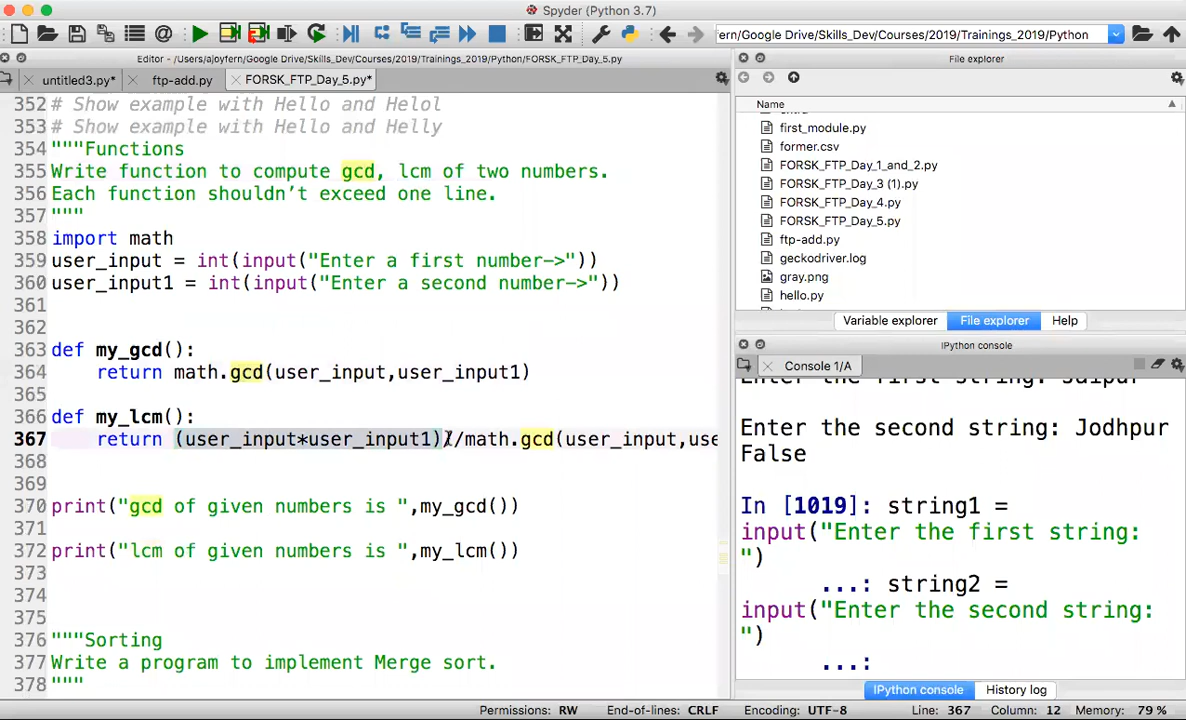 Spyder (Python 3.7)
ern/Google Drive/Skills_Dev/Courses/2019/Trainings_2019/Python
Editor - /Users/ajoyfern/Google Drive/Skills_Dev/Courses/2019/Trainings_2019/Python/FORSK_FTP_Day_5.py
untitled3.py*
ftp-add.py
FORSK_FTP_Day_5.py*
352 # Show example with Hello and Helol
353 # Show example with Hello and Helly
354 """Functions
355 Write function to compute gcd, lcm of two numbers.
356 Each function shouldn’t exceed one line.
357 """
358 import math
359 user_input = int(input("Enter a first number->"))
360 user_input1 = int(input("Enter a second number->"))
361
362
363 def my_gcd():
364 return math.gcd(user_input,user_input1)
365
366 def my_lcm():
367 return (user_input*user_input1)//math.gcd(user_input,use
368
369
370 print("gcd of given numbers is ",my_gcd())
371
372 print("lcm of given numbers is ",my_lcm())
373
374
375
376 """Sorting
377 Write a program to implement Merge sort.
378 """
File explorer
Name
first_module.py
former.csv
FORSK_FTP_Day_1_and_2.py
FORSK_FTP_Day_3 (1).py
FORSK_FTP_Day_4.py
FORSK_FTP_Day_5.py
ftp-add.py
geckodriver.log
gray.png
hello.py
Variable explorer
File explorer
Help
IPython console
Console 1/A
Enter the first string: Jaipur
Enter the second string: Jodhpur
False
In [1019]: string1 =
input("Enter the first string:
")
...: string2 =
input("Enter the second string:
")
...:
IPython console
History log
Permissions: RW End-of-lines: CRLF Encoding: UTF-8 Line: 367 Column: 12 Memory: 79 %